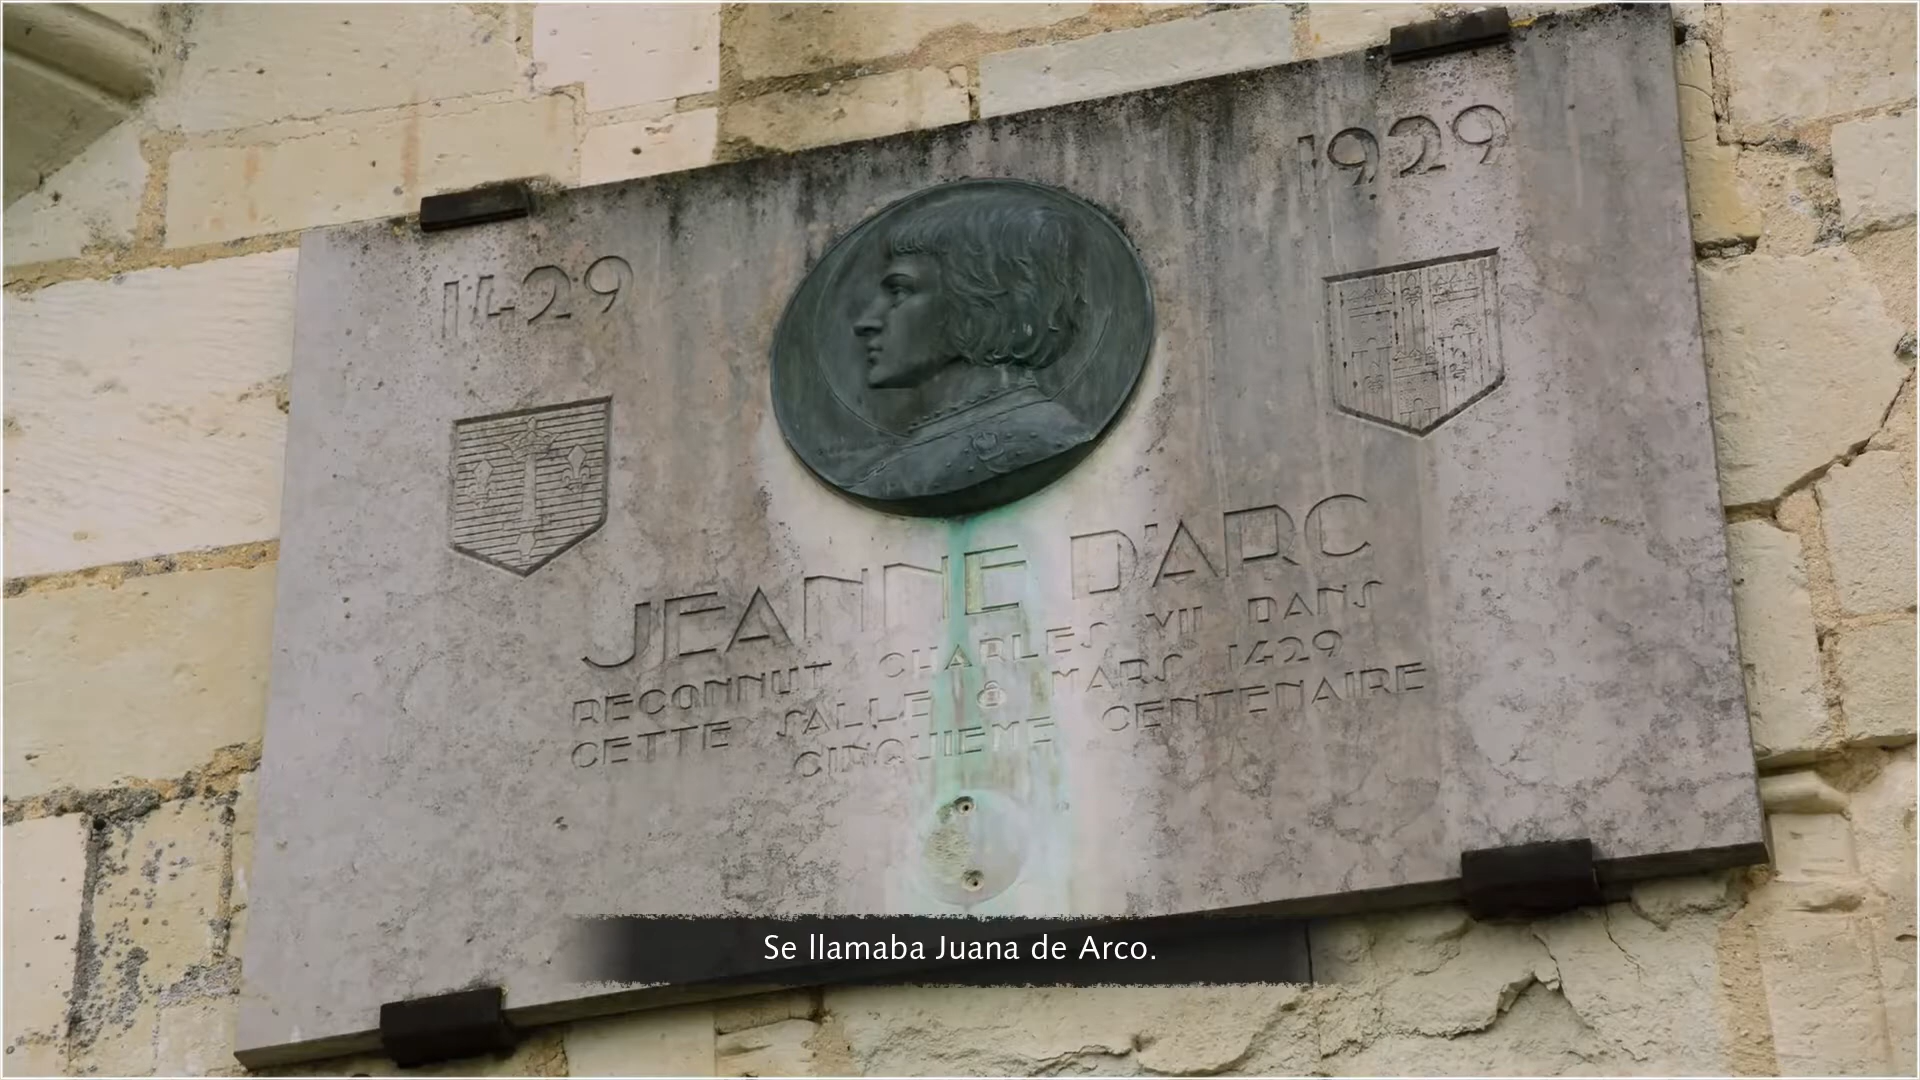 1429
1929
JEANNE D'ARC
RECONNUT CHARLES VII DANS
CETTE SALLE 8 MARS 1429
CINQUIEME CENTENAIRE
Se llamaba Juana de Arco.